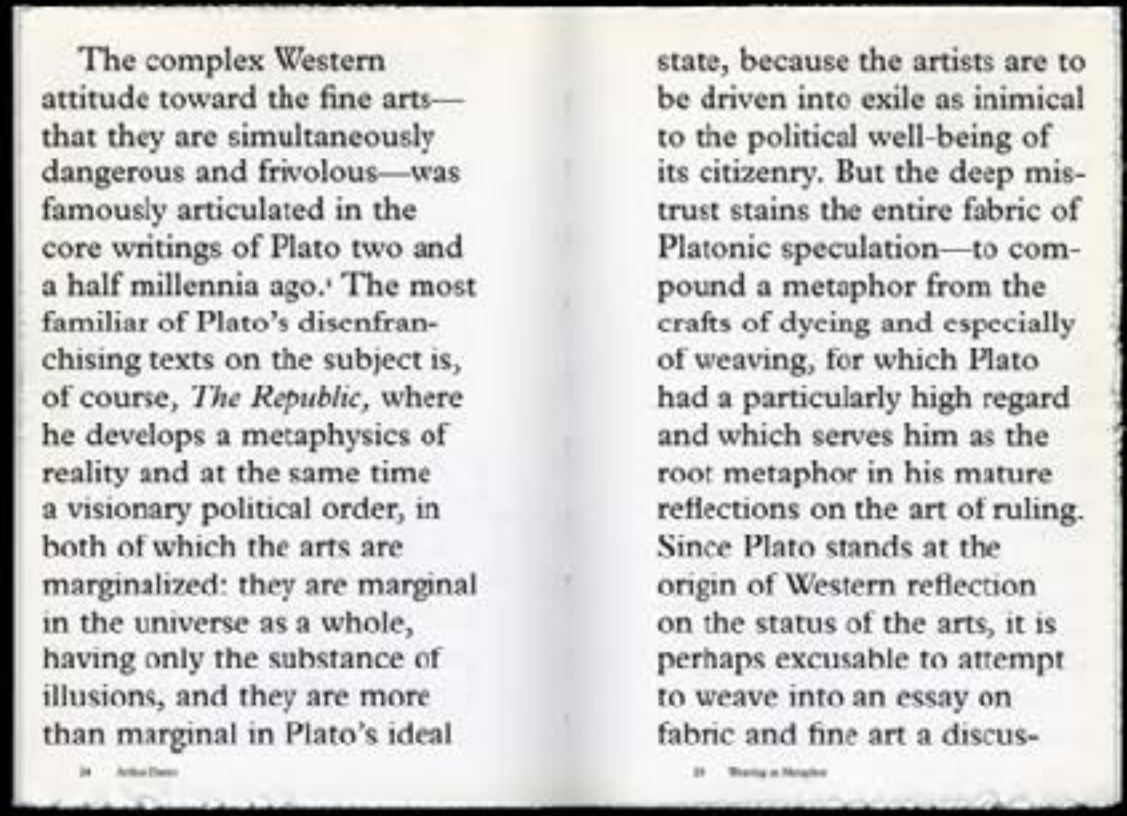 The complex Western
attitude toward the fine arts—
that they are simultaneously
dangerous and frivolous—was
famously articulated in the
core writings of Plato two and
a half millennia ago.¹ The most
familiar of Plato's disenfran-
chising texts on the subject is,
of course, The Republic, where
he develops a metaphysics of
reality and at the same time
a visionary political order, in
both of which the arts are
marginalized: they are marginal
in the universe as a whole,
having only the substance of
illusions, and they are more
than marginal in Plato's ideal
24 Arthur Danto
state, because the artists are to
be driven into exile as inimical
to the political well-being of
its citizenry. But the deep mis-
trust stains the entire fabric of
Platonic speculation—to com-
pound a metaphor from the
crafts of dyeing and especially
of weaving, for which Plato
had a particularly high regard
and which serves him as the
root metaphor in his mature
reflections on the art of ruling.
Since Plato stands at the
origin of Western reflection
on the status of the arts, it is
perhaps excusable to attempt
to weave into an essay on
fabric and fine art a discus-
25 Weaving as Metaphor